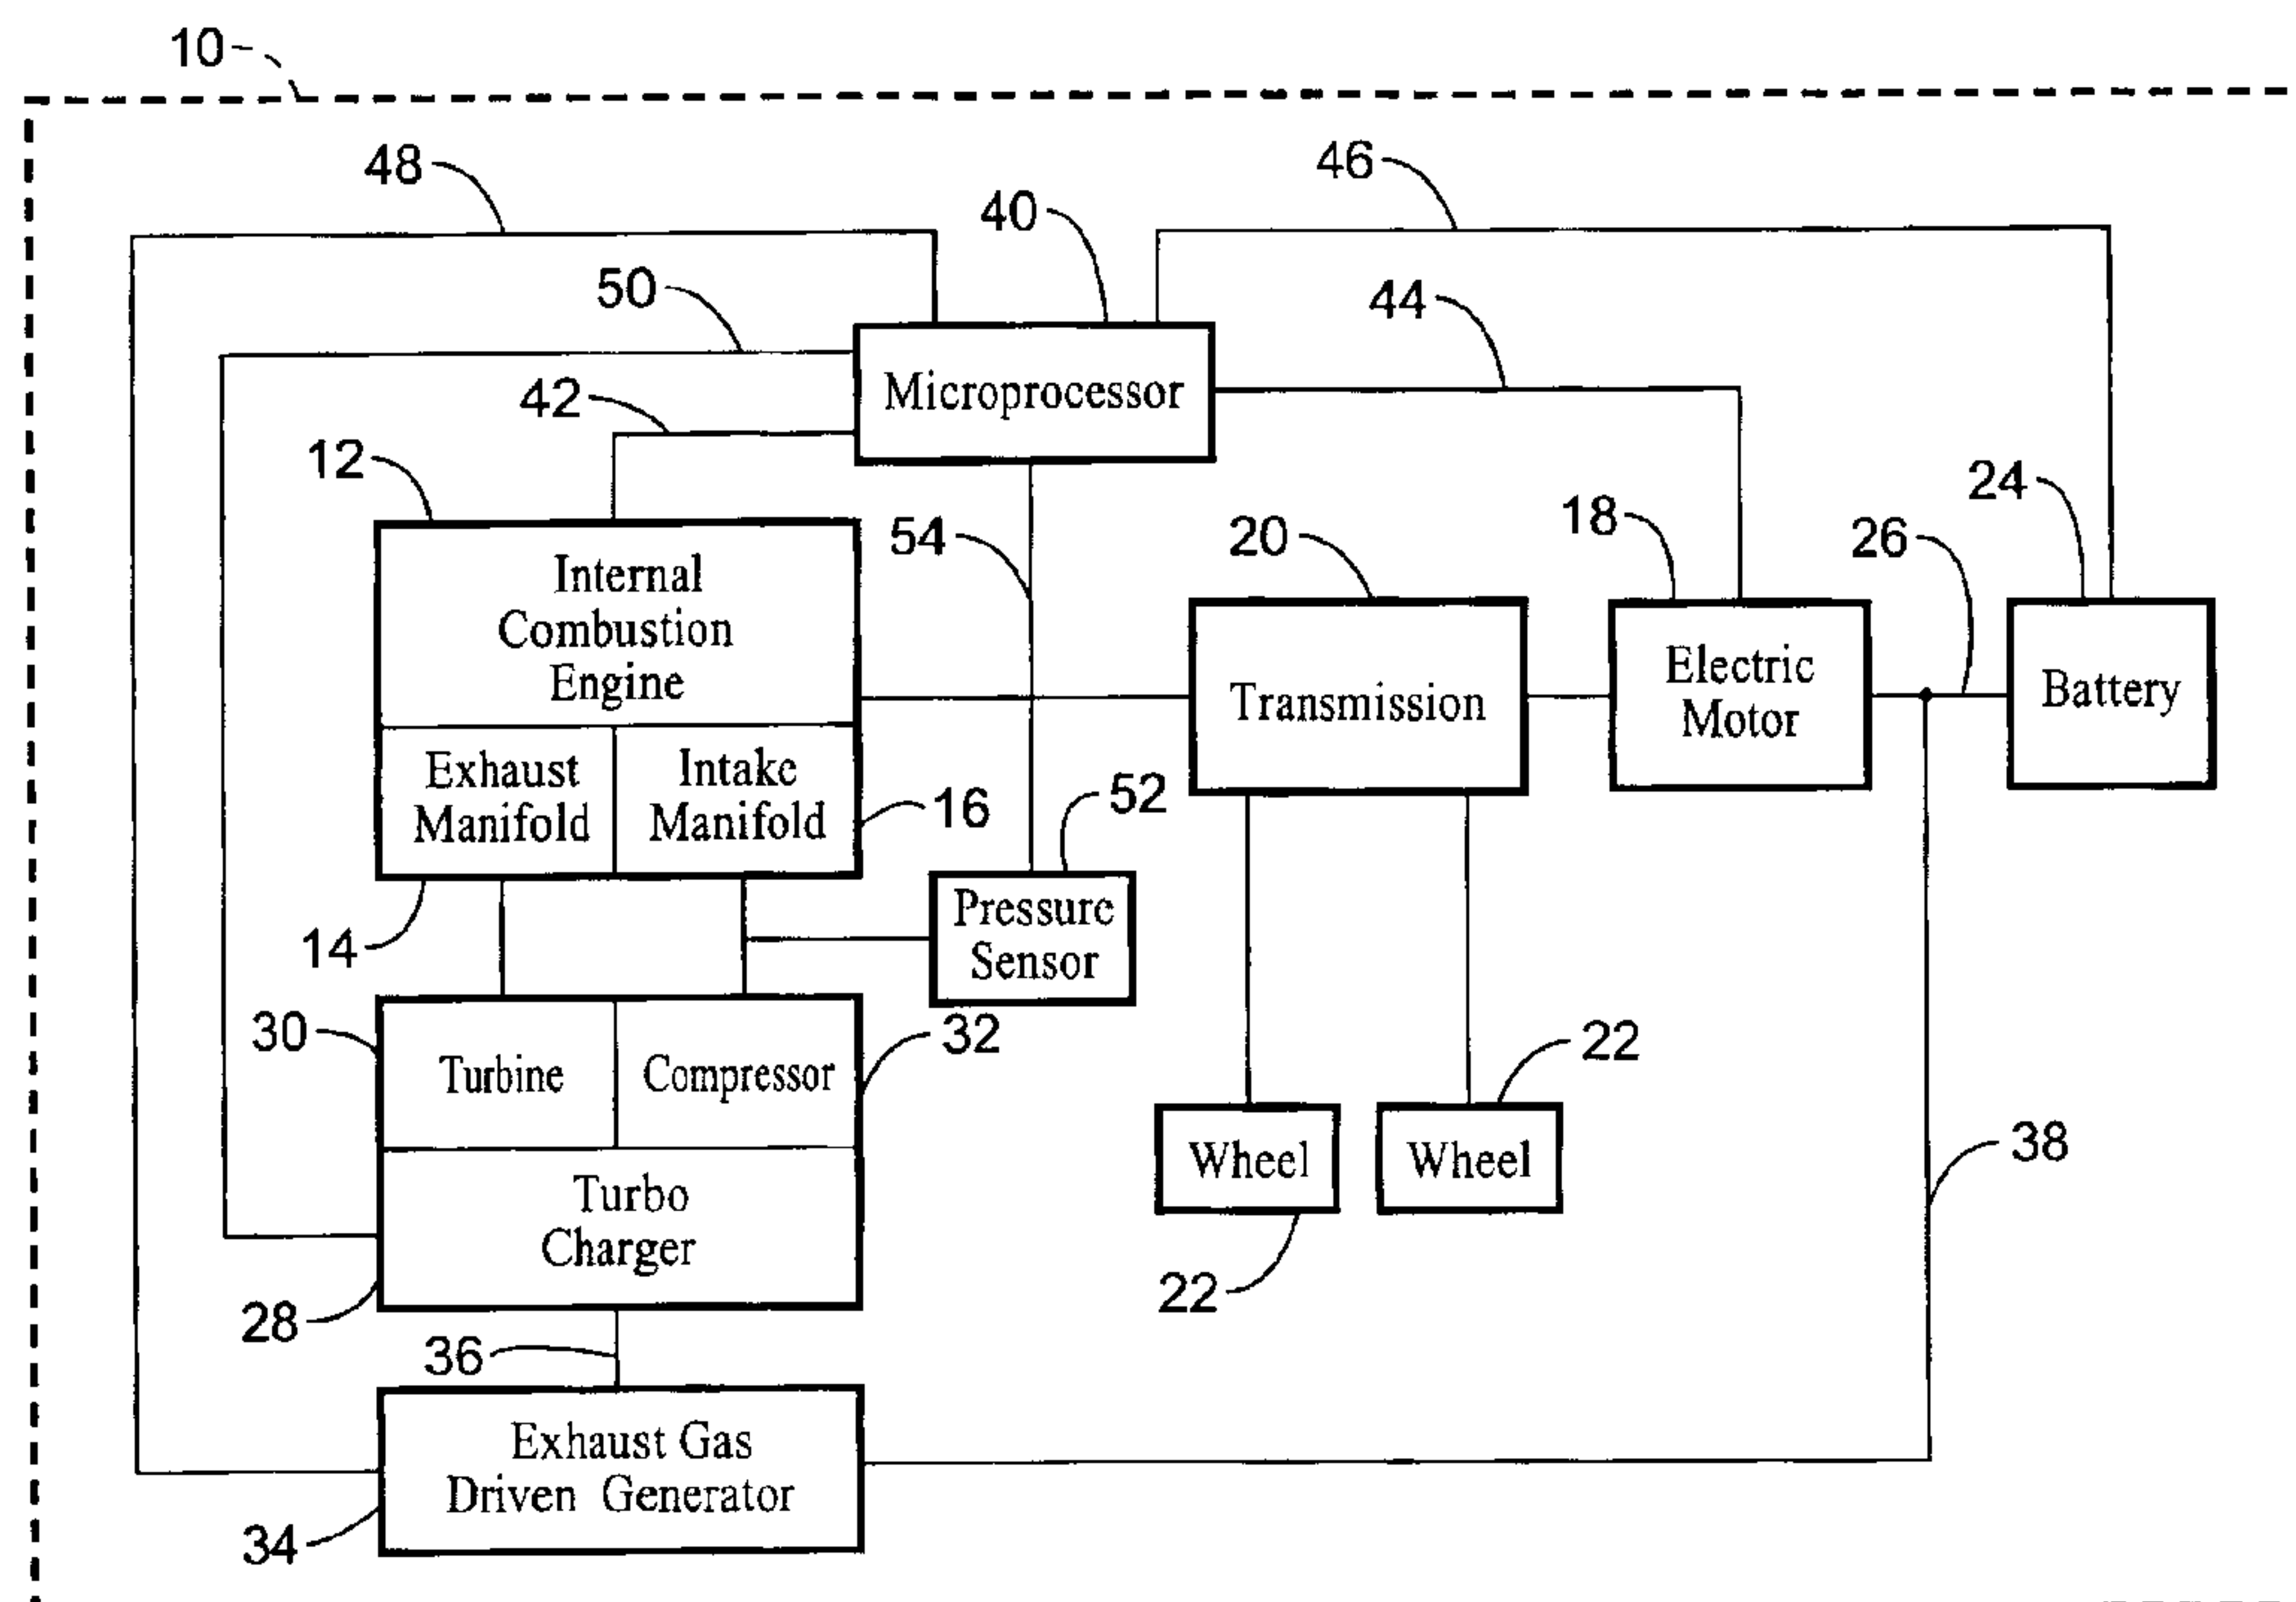 10
48
46
40
50
44
Microprocessor
42
12
24
18
26
54
20
Internal
Combustion
Engine
Electric
Motor
Transmission
Battery
Exhaust
Manifold
Intake
Manifold
16
52
Pressure
Sensor
14
30
32
22
Turbine
Compressor
Wheel
Wheel
38
Turbo
Charger
22
28
36
Exhaust Gas
Driven Generator
34